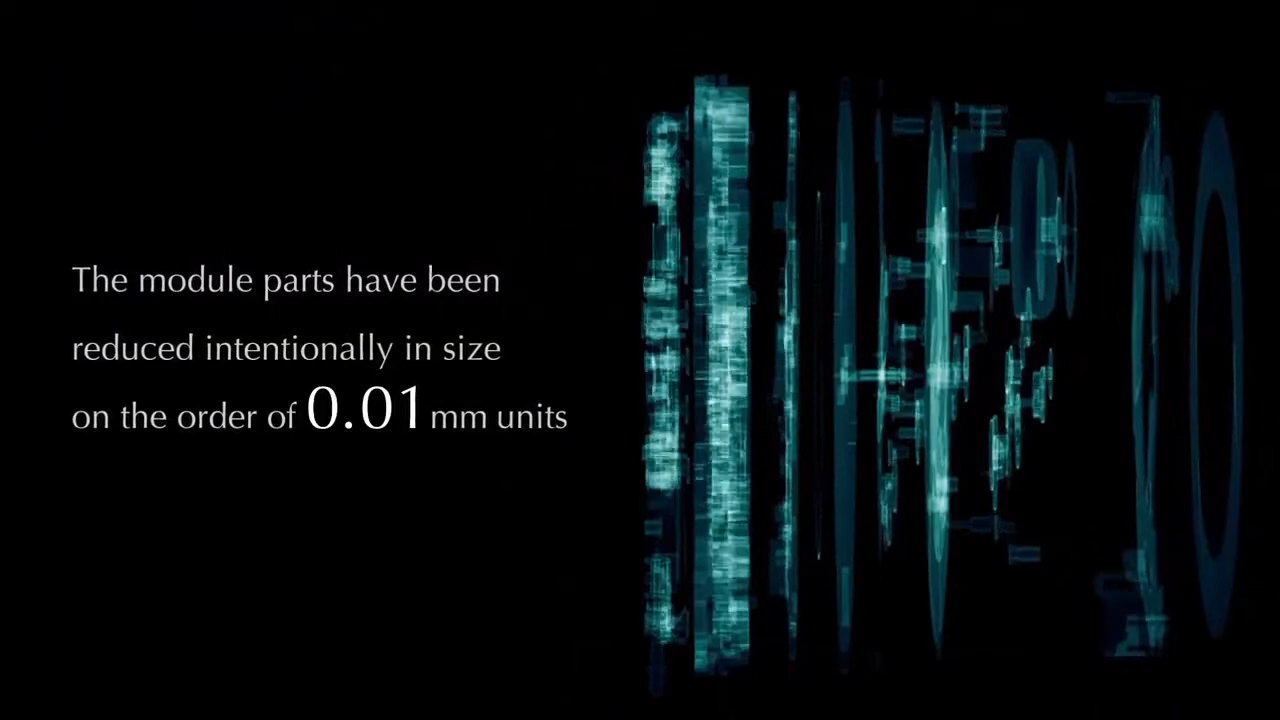 The module parts have been
reduced intentionally in size
on the order of 0.01 mm units